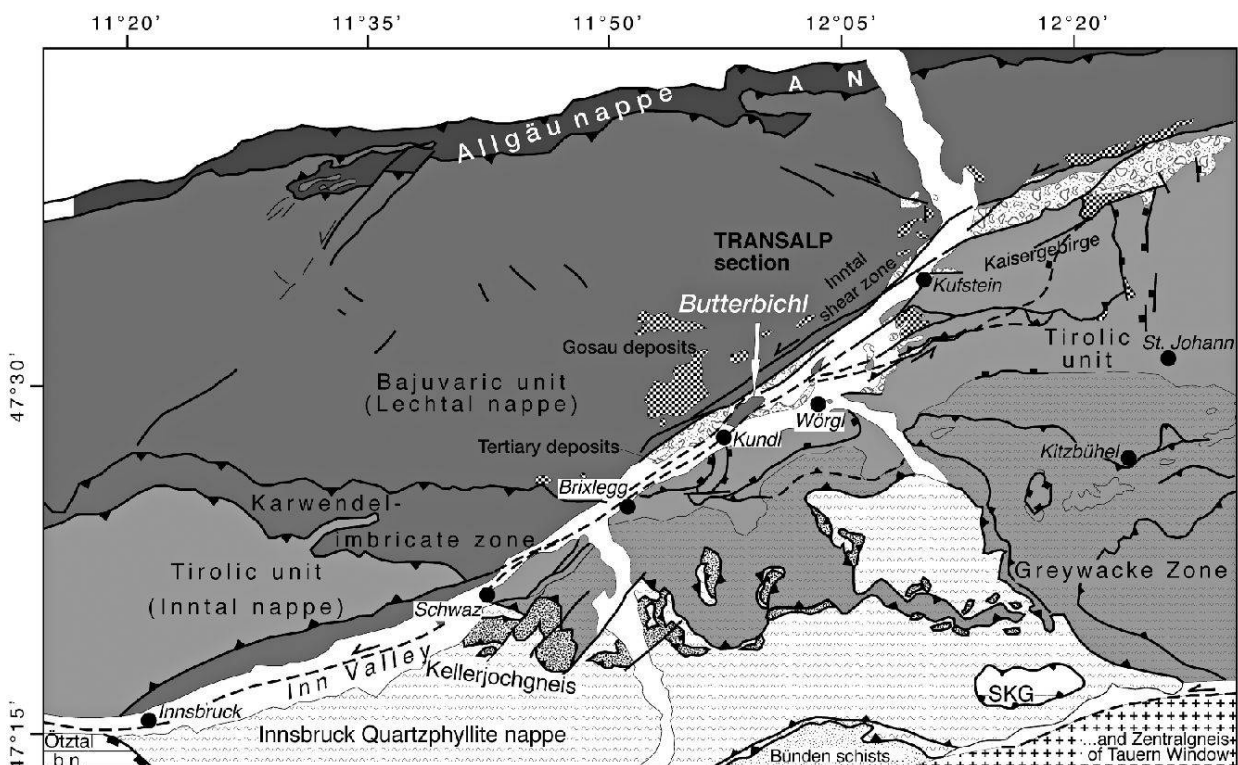 11°20' 11°35' 11°50' 12°05' 12°20'
A N
Allgäu nappe
TRANSALP
section
Inntal
shear zone
Kaisergebirge
Kufstein
Butterbichl
Gosau deposits
Tirolic
unit
St. Johann
47°30'
Bajuvaric unit
(Lechtal nappe)
Wörgl
Kundl
Tertiary deposits
Kitzbühel
Brixlegg
Karwendel-
imbricate zone
Tirolic unit
(Inntal nappe)
Greywacke Zone
Schwaz
Inn Valley
Kellerjochgneis
SKG
Innsbruck
47°15'
Innsbruck Quartzphyllite nappe
Ötztal
b.n.
Bünden schists...
...and Zentralgneis
of Tauern Window